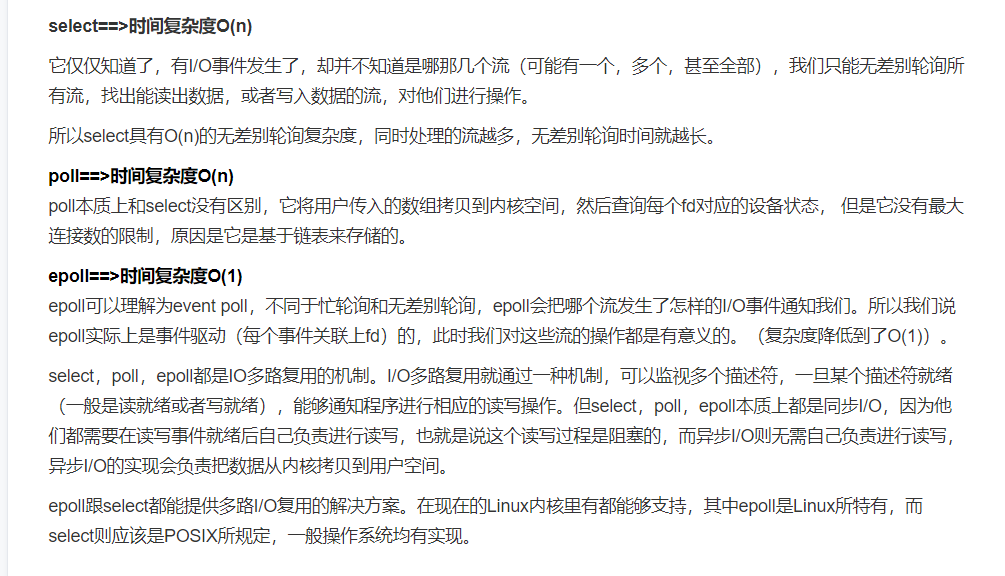 select==>时间复杂度O(n)
它仅仅知道了，有I/O事件发生了，却并不知道是哪那几个流（可能有一个，多个，甚至全部），我们只能无差别轮询所
有流，找出能读出数据，或者写入数据的流，对他们进行操作。
所以select具有O(n)的无差别轮询复杂度，同时处理的流越多，无差别轮询时间就越长。
poll==>时间复杂度O(n)
poll本质上和select没有区别，它将用户传入的数组拷贝到内核空间，然后查询每个fd对应的设备状态， 但是它没有最大
连接数的限制，原因是它是基于链表来存储的。
epoll==>时间复杂度O(1)
epoll可以理解为event poll，不同于忙轮询和无差别轮询，epoll会把哪个流发生了怎样的I/O事件通知我们。所以我们说
epoll实际上是事件驱动（每个事件关联上fd）的，此时我们对这些流的操作都是有意义的。（复杂度降低到了O(1)）。
select，poll，epoll都是IO多路复用的机制。I/O多路复用就通过一种机制，可以监视多个描述符，一旦某个描述符就绪
（一般是读就绪或者写就绪），能够通知程序进行相应的读写操作。但select，poll，epoll本质上都是同步I/O，因为他
们都需要在读写事件就绪后自己负责进行读写，也就是说这个读写过程是阻塞的，而异步I/O则无需自己负责进行读写，
异步I/O的实现会负责把数据从内核拷贝到用户空间。
epoll跟select都能提供多路I/O复用的解决方案。在现在的Linux内核里有都能够支持，其中epoll是Linux所特有，而
select则应该是POSIX所规定，一般操作系统均有实现。